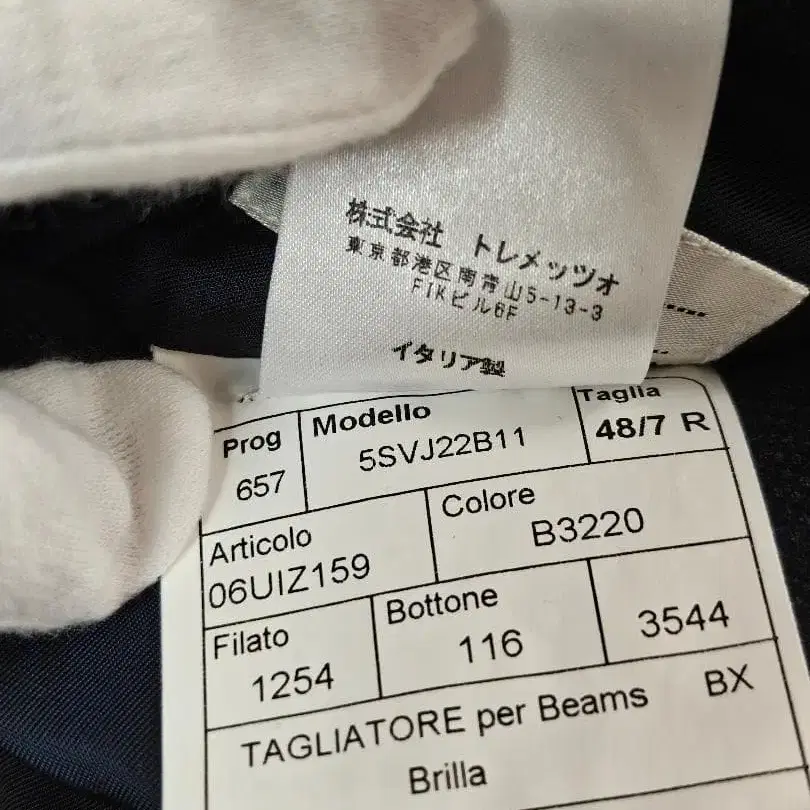 株式会社 トレメッツォ
東京都港区南青山5-13-3
FIKビル6F
イタリア製
Prog
657
Modello
5SVJ22B11
Taglia
48/7 R
Articolo
06UIZ159
Colore
B3220
Filato
1254
Bottone
116
3544
TAGLIATORE per Beams BX
Brilla